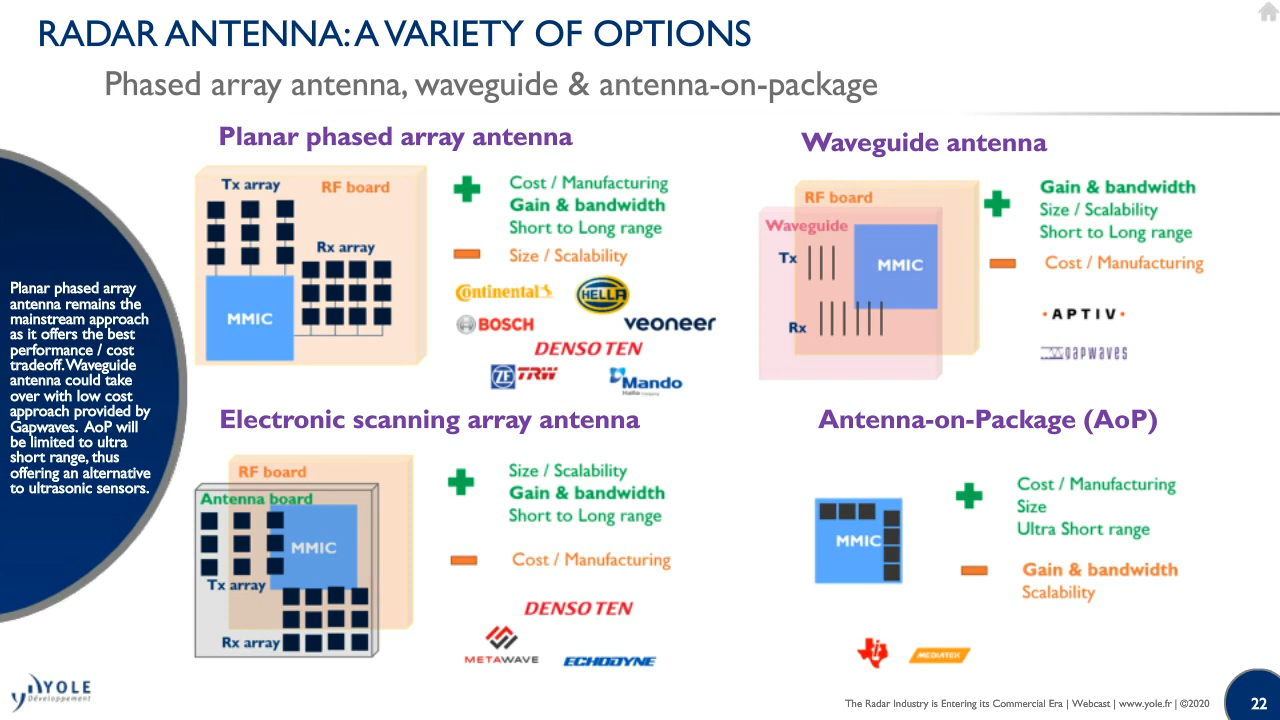 RADAR ANTENNA: A VARIETY OF OPTIONS
Phased array antenna, waveguide & antenna-on-package
Planar phased array
antenna remains the
mainstream approach
as it offers the best
performance / cost
tradeoff. Waveguide
antenna could take
over with low cost
approach provided by
Gapwaves. AoP will
be limited to ultra
short range, thus
offering an alternative
to ultrasonic sensors.
Planar phased array antenna
Tx array
RF board
Rx array
MMIC
Cost / Manufacturing
Gain & bandwidth
Short to Long range
Size / Scalability
Continental
HELLA
BOSCH
veoneer
DENSO TEN
ZF TRW
Mando
Halla Company
Waveguide antenna
RF board
Waveguide
Tx
MMIC
Rx
Gain & bandwidth
Size / Scalability
Short to Long range
Cost / Manufacturing
• APTIV •
gapwaves
Electronic scanning array antenna
RF board
Antenna board
MMIC
Tx array
Rx array
Size / Scalability
Gain & bandwidth
Short to Long range
Cost / Manufacturing
DENSO TEN
METAWAVE
ECHODYNE
Antenna-on-Package (AoP)
MMIC
Cost / Manufacturing
Size
Ultra Short range
Gain & bandwidth
Scalability
MEDIATEK
YOLE
Développement
The Radar Industry is Entering its Commercial Era | Webcast | www.yole.fr | ©2020
22